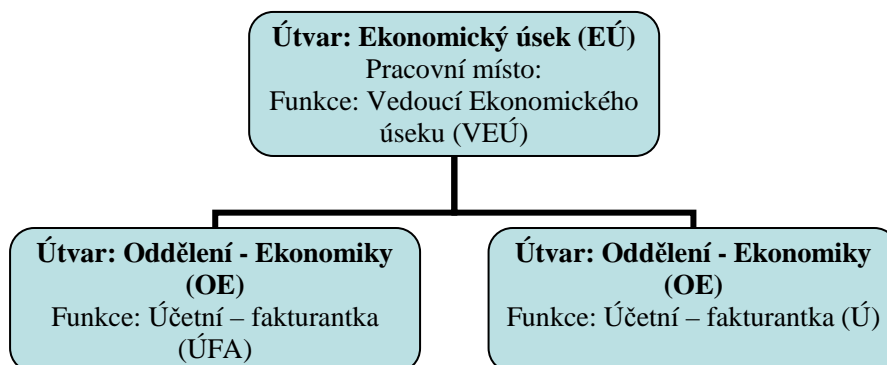 Útvar: Ekonomický úsek (EÚ)
Pracovní místo:
Funkce: Vedoucí Ekonomického
úseku (VEÚ)
Útvar: Oddělení - Ekonomiky
(OE)
Funkce: Účetní – fakturantka
(ÚFA)
Útvar: Oddělení - Ekonomiky
(OE)
Funkce: Účetní – fakturantka (Ú)